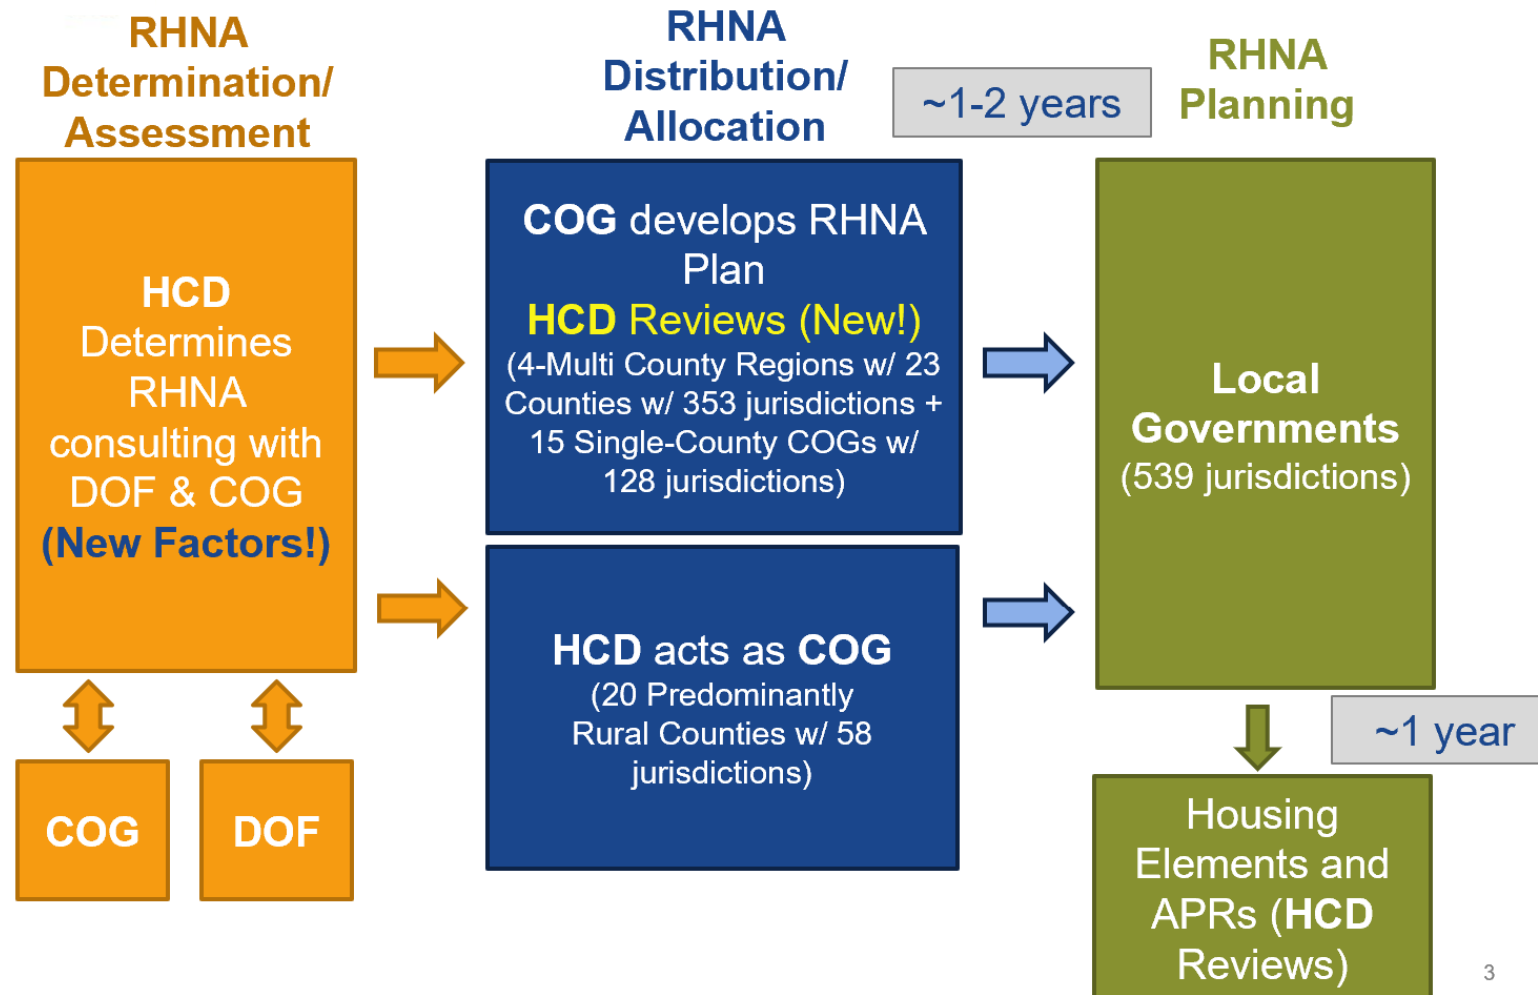 RHNA
Determination/
Assessment
HCD
Determines
RHNA
consulting with
DOF & COG
(New Factors!)
COG
DOF
RHNA
Distribution/
Allocation
~1-2 years
COG develops RHNA
Plan
HCD Reviews (New!)
(4-Multi County Regions w/ 23
Counties w/ 353 jurisdictions +
15 Single-County COGs w/
128 jurisdictions)
HCD acts as COG
(20 Predominantly
Rural Counties w/ 58
jurisdictions)
RHNA
Planning
Local
Governments
(539 jurisdictions)
~1 year
Housing
Elements and
APRs (HCD
Reviews)
3